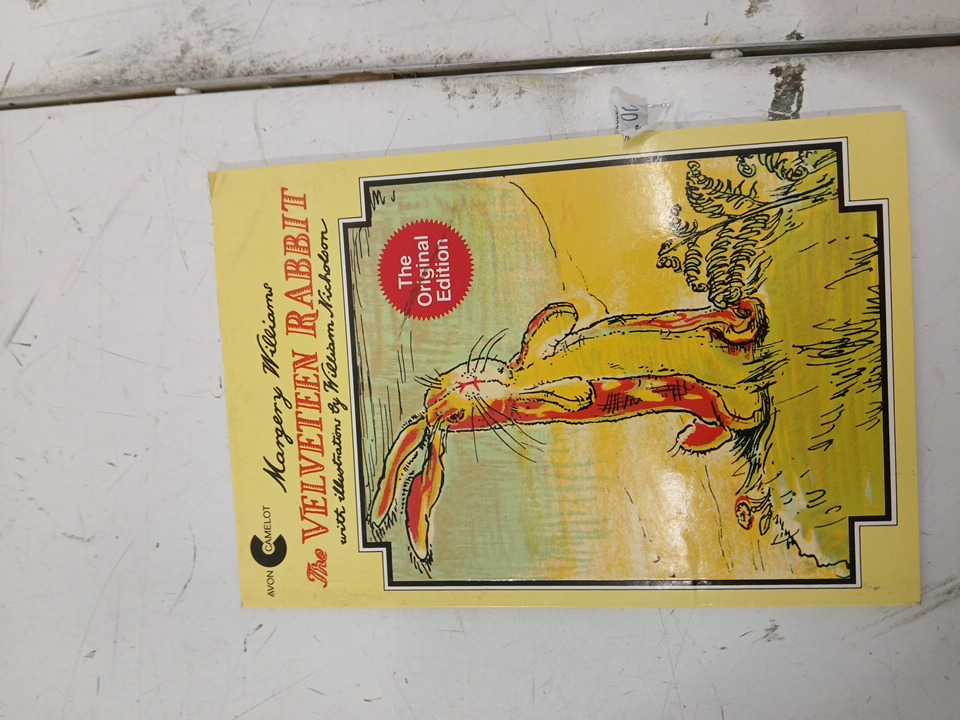 AVON CAMELOT
Margery Williams
The VELVETEEN RABBIT
with illustrations by William Nicholson
The
Original
Edition